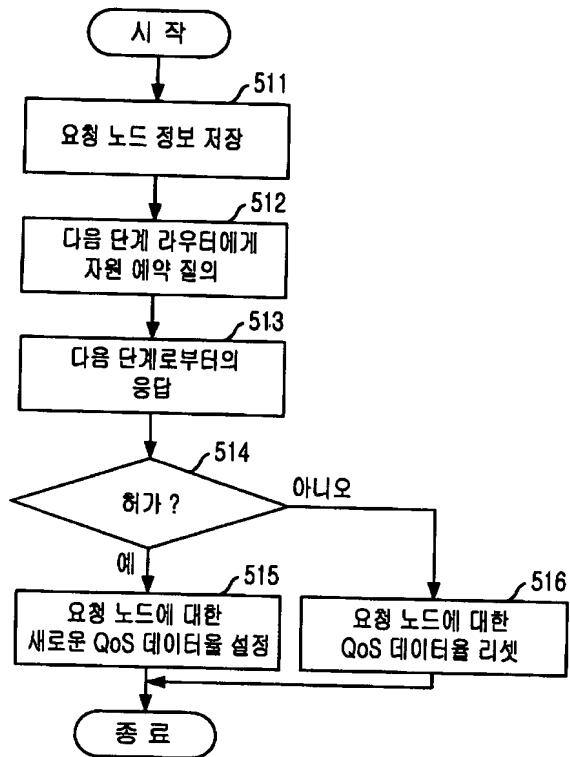 시 작
511
요청 노드 정보 저장
512
다음 단계 라우터에게
자원 예약 질의
513
다음 단계로부터의
응답
514
허가 ?
아니오
예
515
요청 노드에 대한
새로운 QoS 데이터율 설정
516
요청 노드에 대한
QoS 데이터율 리셋
종 료